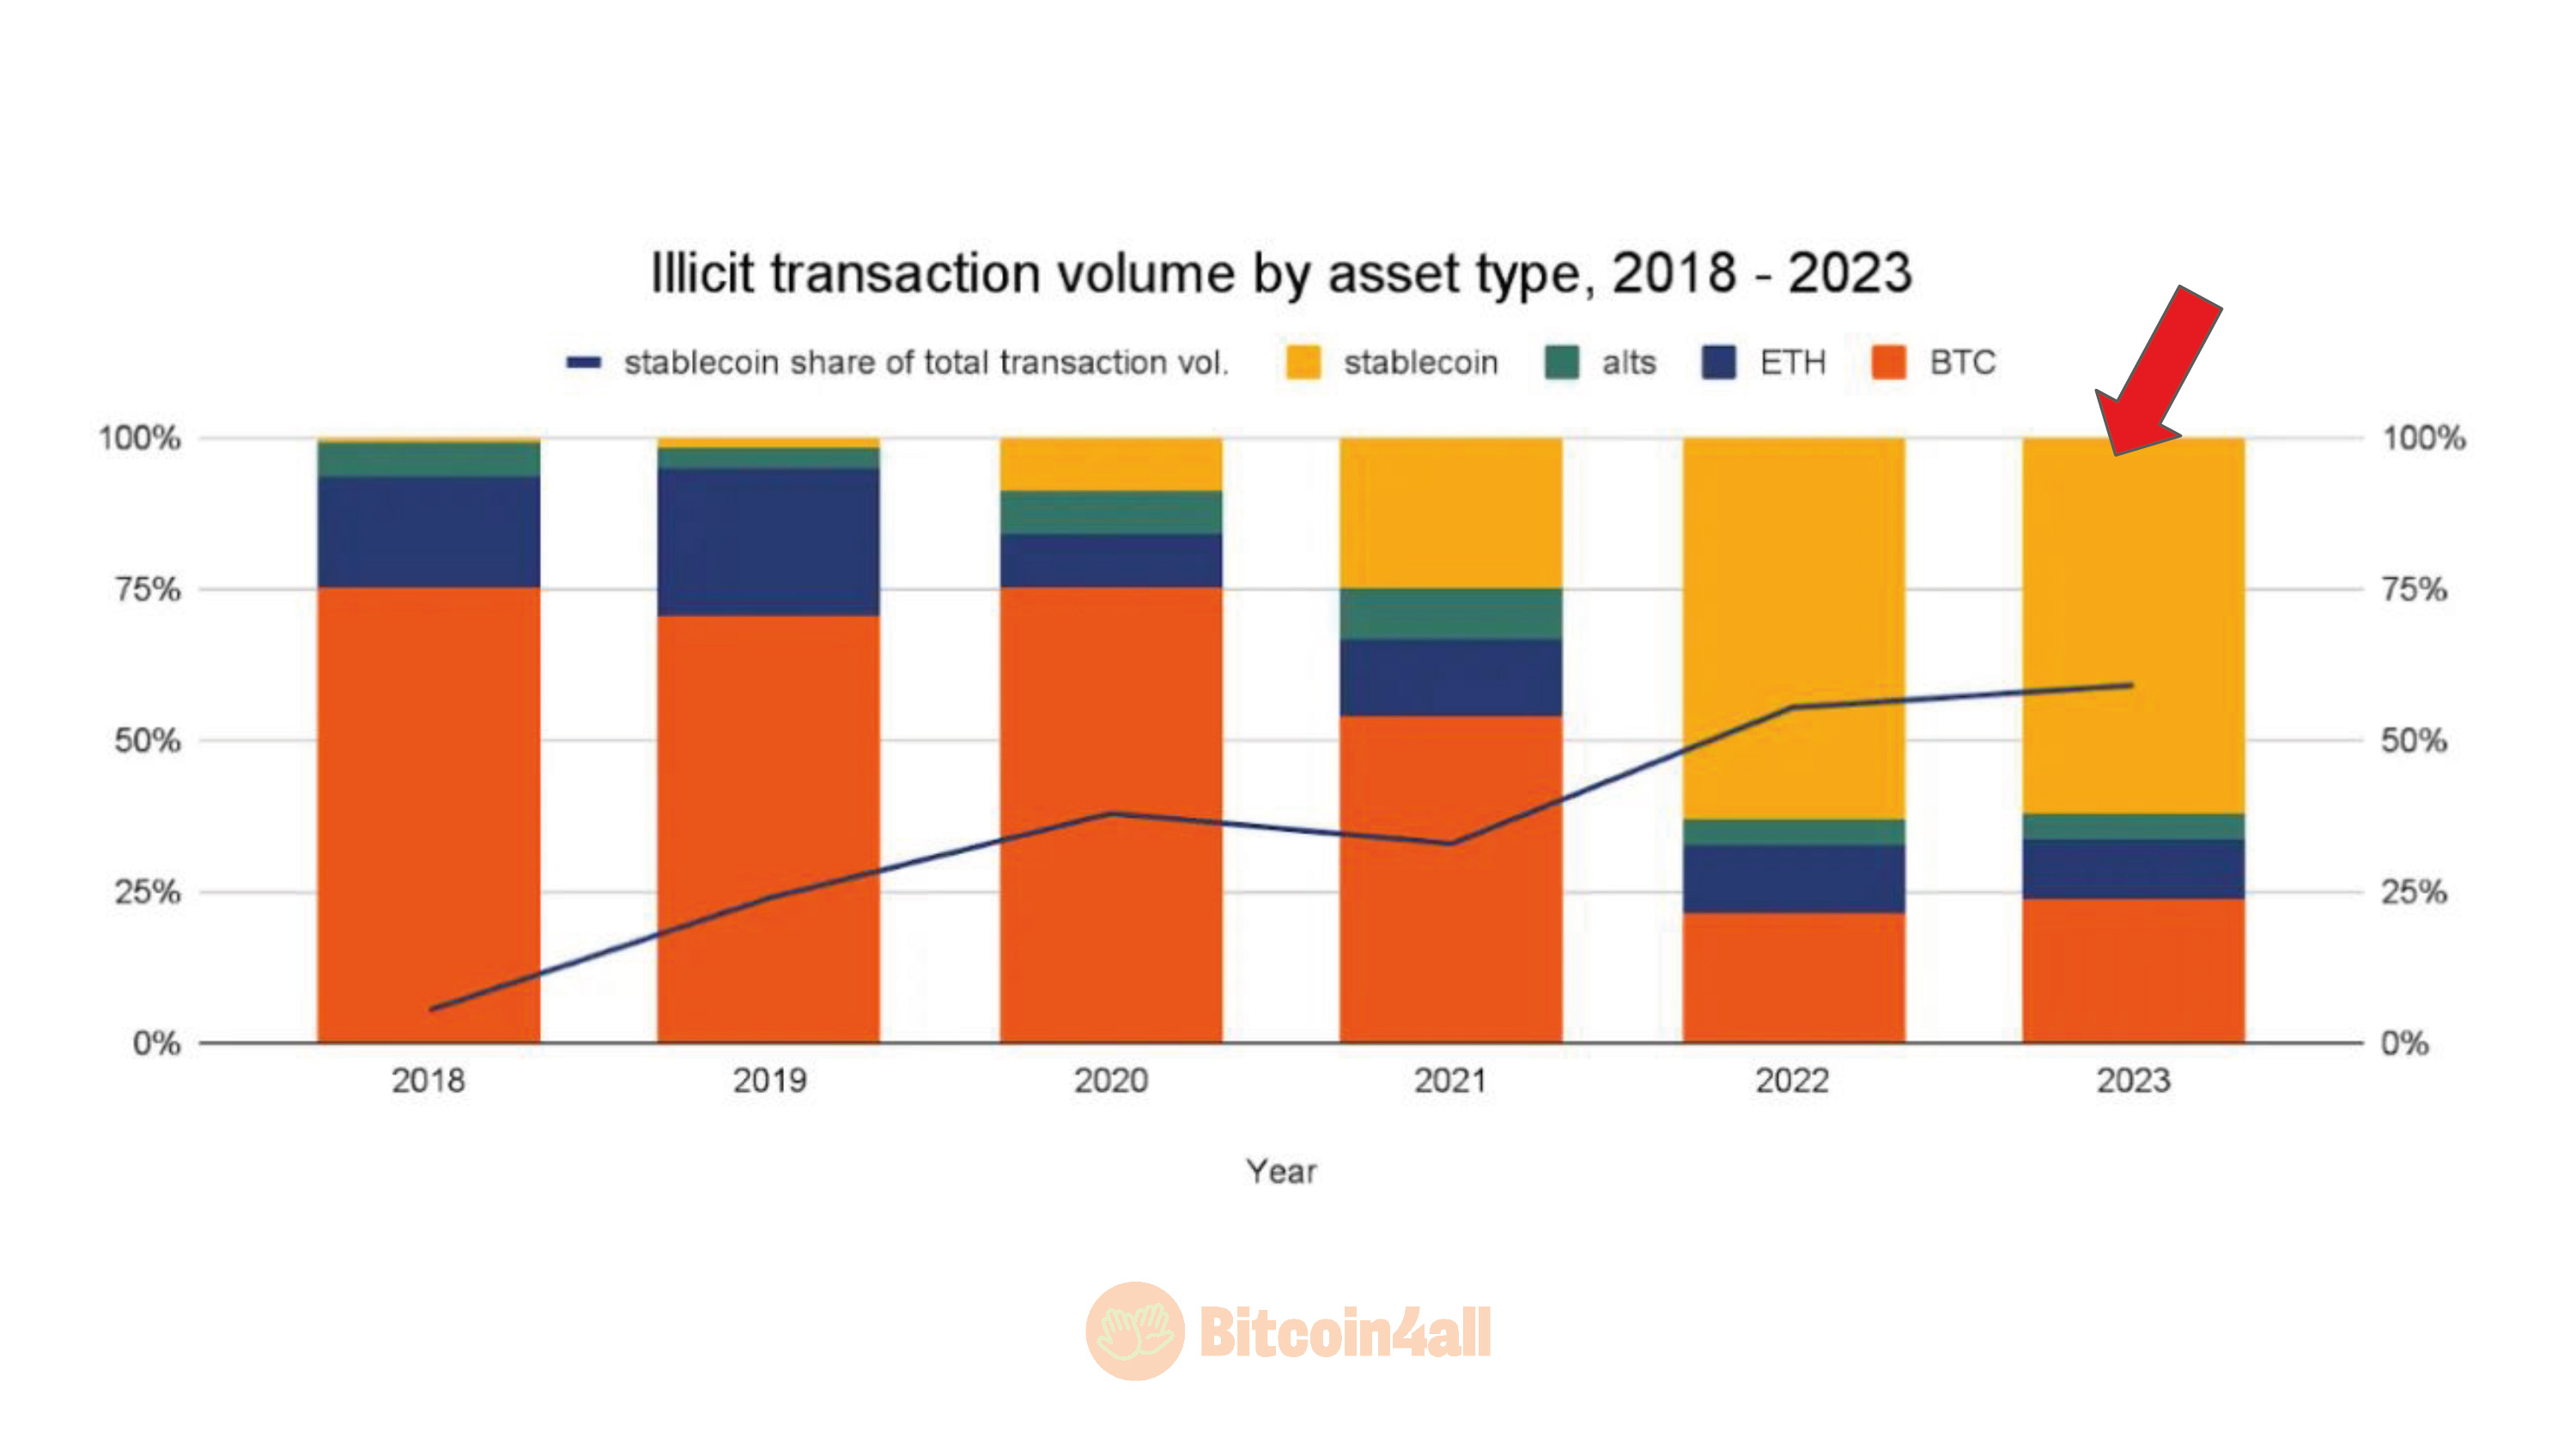 Illicit transaction volume by asset type, 2018 - 2023
stablecoin share of total transaction vol. stablecoin alts ETH BTC
100% 100%
75% 75%
50% 50%
25% 25%
0% 0%
2018 2019 2020 2021 2022 2023
Year
Bitcoin4all